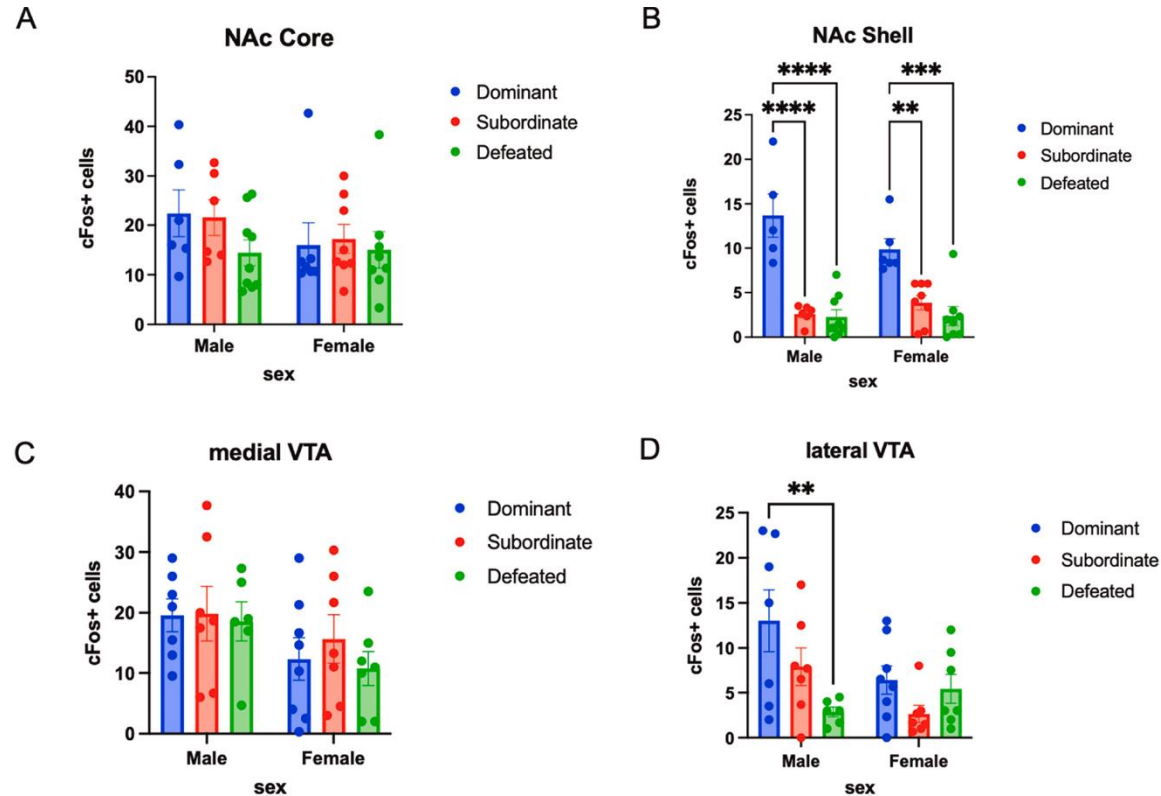 A
NAc Core
cFos+ cells
50
40
30
20
10
0
Male
Female
sex
Dominant
Subordinate
Defeated
B
NAc Shell
****
****
***
**
cFos+ cells
25
20
15
10
5
0
Male
Female
sex
Dominant
Subordinate
Defeated
C
medial VTA
cFos+ cells
40
30
20
10
0
Male
Female
sex
Dominant
Subordinate
Defeated
D
lateral VTA
**
cFos+ cells
25
20
15
10
5
0
Male
Female
sex
Dominant
Subordinate
Defeated